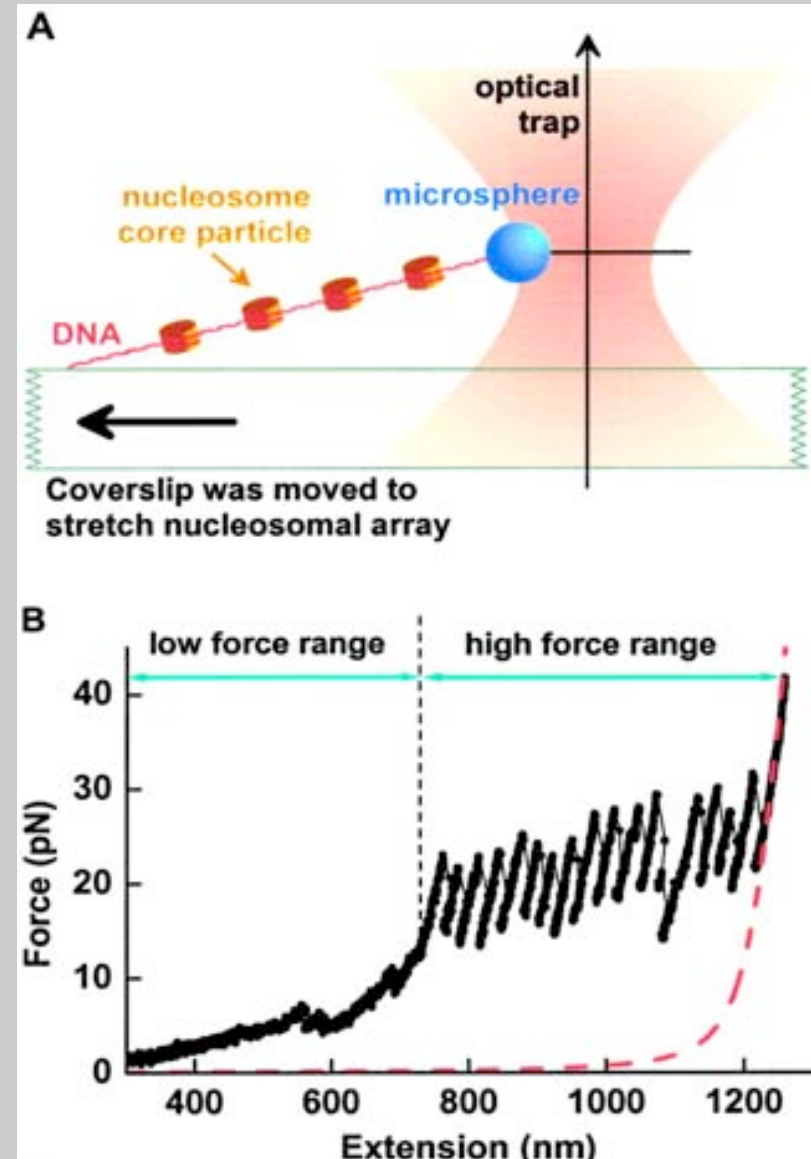 A
optical
trap
nucleosome
core particle
microsphere
DNA
Coverslip was moved to
stretch nucleosomal array
B
low force range
high force range
40
30
20
10
0
Force (pN)
400
600
800
1000
1200
Extension (nm)